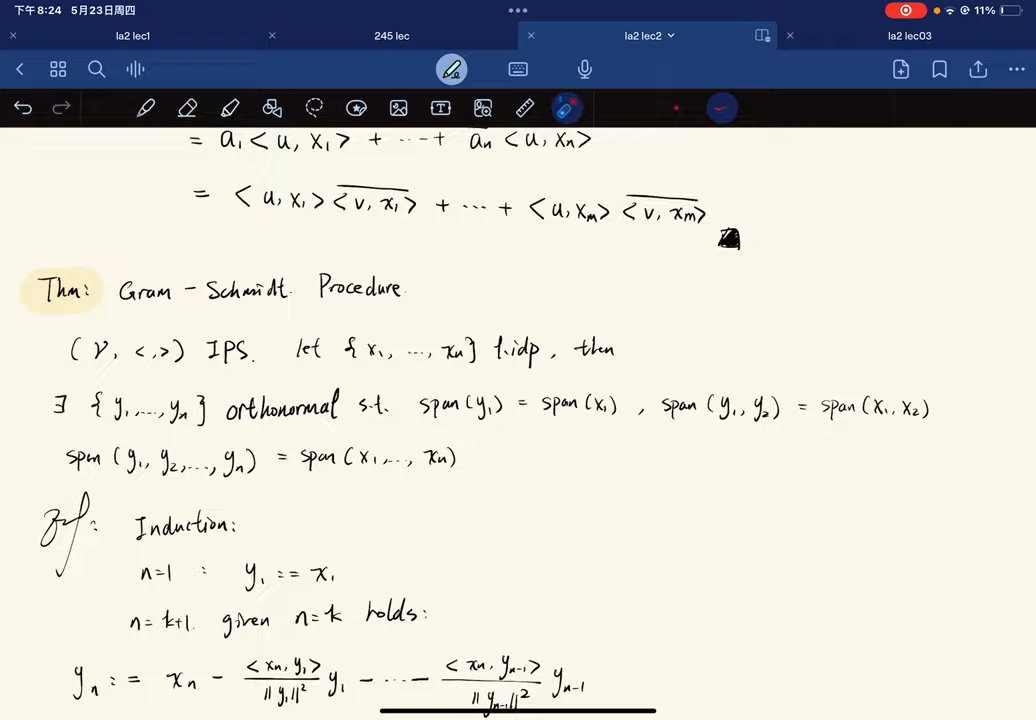 下午8:24 5月23日周四
11%
la2 lec1
245 lec
la2 lec2
la2 lec03
= a₁<u, x₁> + ⋯ + a̅ₙ <u, xₙ>
= <u, x₁> \overline{<v, x₁>} + ⋯ + <u, xₘ> \overline{<v, xₘ>}
Thm: Gram - Schmidt Procedure
(V, <,>) IPS. let {x₁, ..., xₙ} l.idp, then
∃ {y₁, ..., yₙ} orthonormal s.t. span(y₁) = span(x₁), span(y₁, y₂) = span(x₁, x₂)
span(y₁, y₂, ..., yₙ) = span(x₁, ..., xₙ)
Pf: Induction:
n=1 : y₁ := x₁
n=k+1. given n=k holds:
yₙ := xₙ - \frac{<xₙ, y₁>}{||y₁||²} y₁ - ⋯ - \frac{<xₙ, yₙ₋₁>}{||yₙ₋₁||²} yₙ₋₁